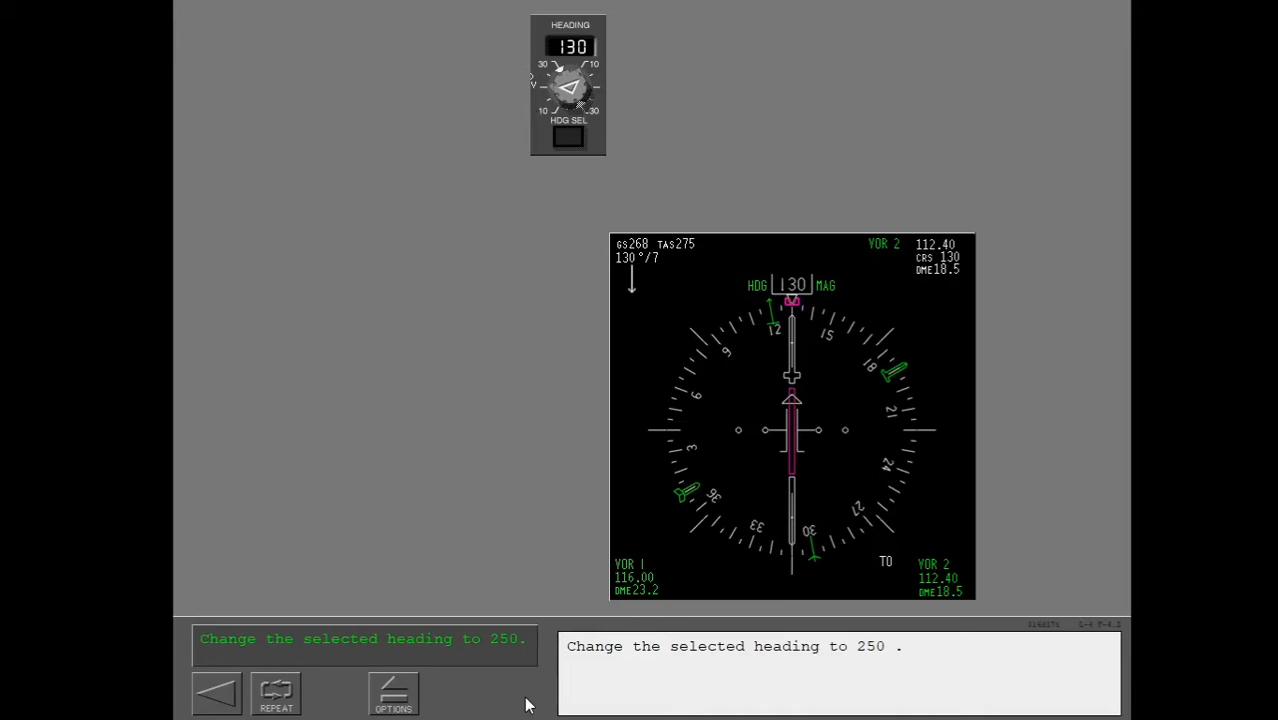 HEADING
130
30 10
10 30
HDG SEL
GS268 TAS275
130°/7
VOR 2
112.40
CRS 130
DME18.5
HDG 130 MAG
12
15
9
18
6
21
3
24
36
27
33
30
TO
VOR 1
116.00
DME23.2
VOR 2
112.40
DME18.5
Change the selected heading to 250.
Change the selected heading to 250 .
REPEAT
OPTIONS